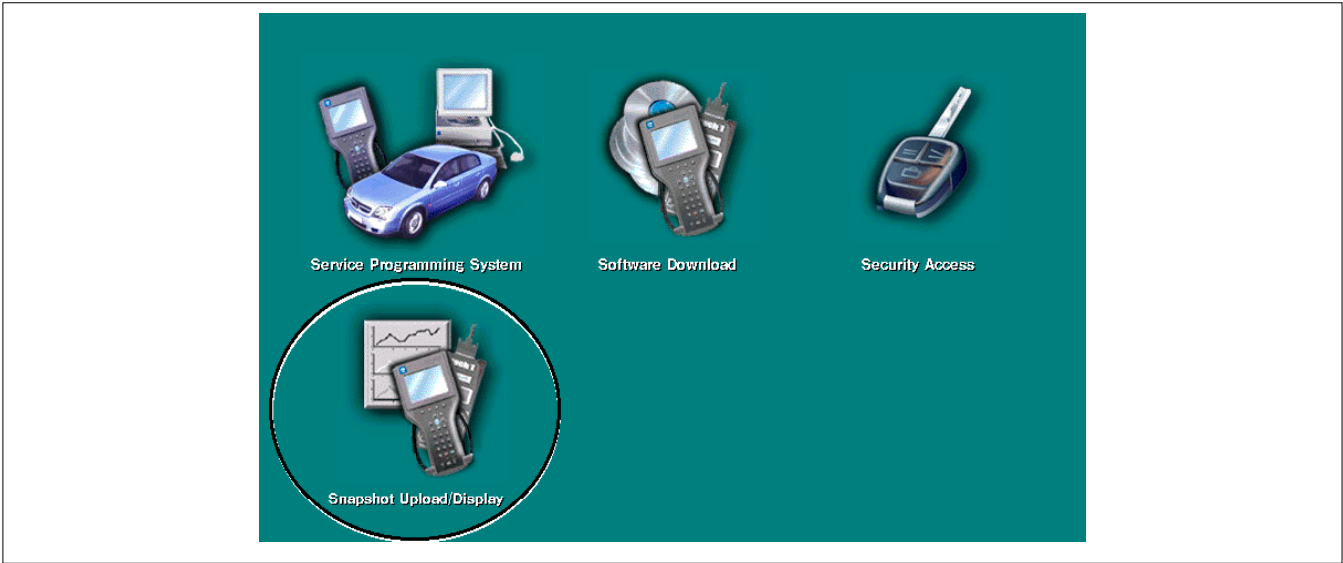 Service Programming System
Software Download
Security Access
Snapshot Upload/Display